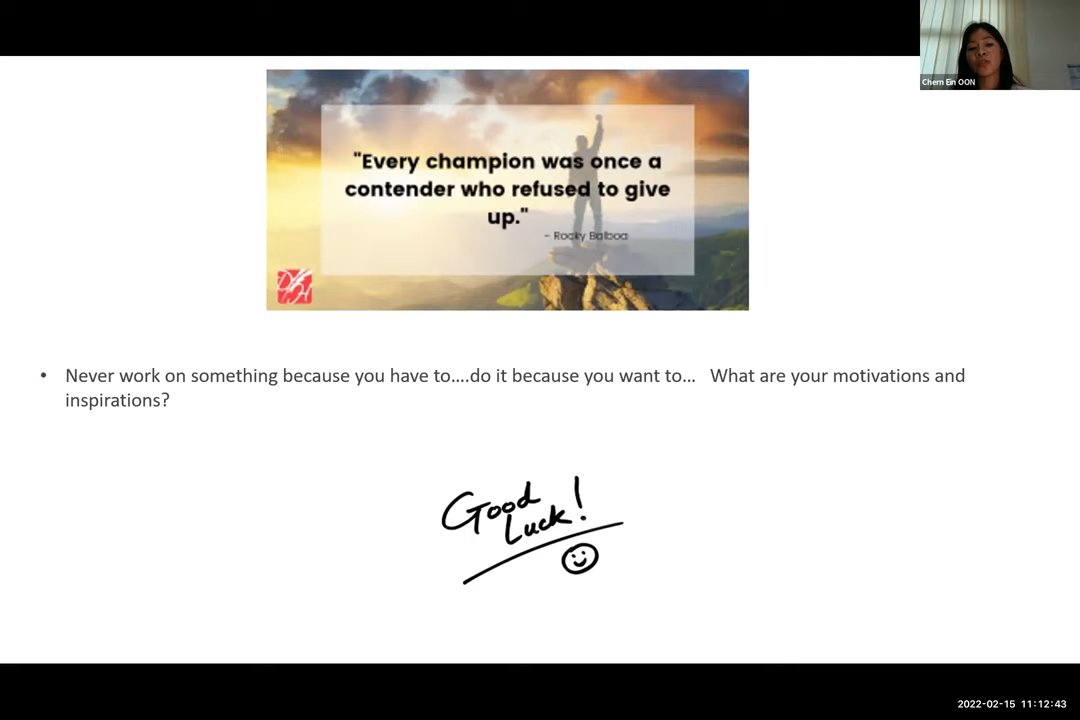 Chern Ein OON
"Every champion was once a
contender who refused to give
up."
- Rocky Balboa
• Never work on something because you have to....do it because you want to... What are your motivations and
inspirations?
Good
Luck!
2022-02-15 11:12:43